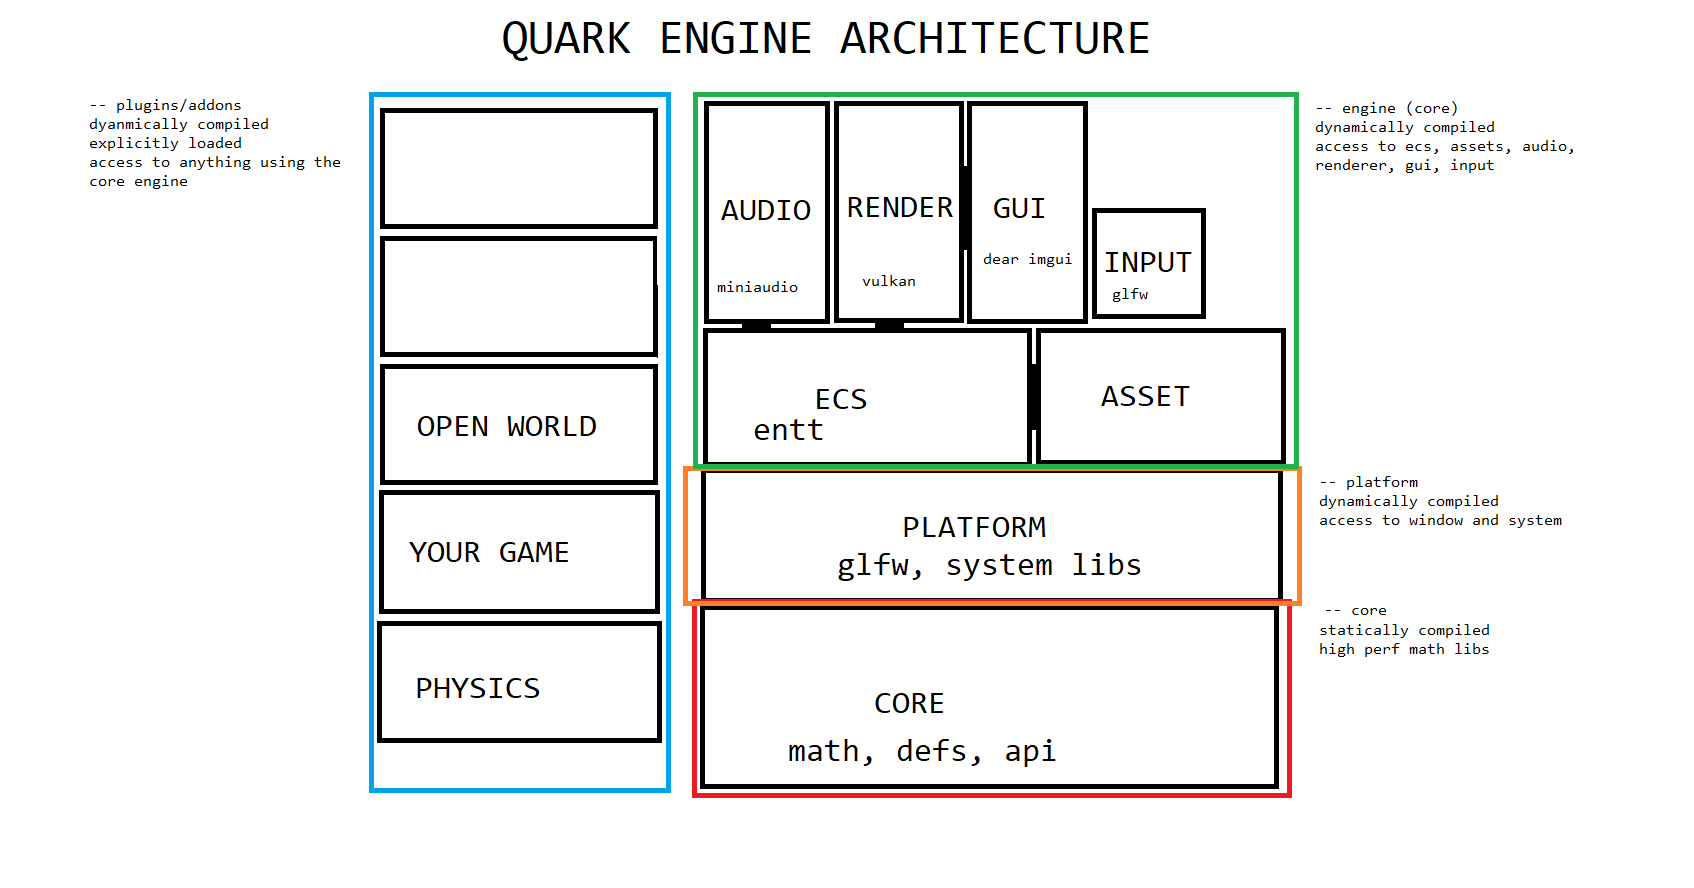 QUARK ENGINE ARCHITECTURE
-- plugins/addons
dyanmically compiled
explicitly loaded
access to anything using the
core engine
OPEN WORLD
YOUR GAME
PHYSICS
AUDIO
miniaudio
RENDER
vulkan
GUI
dear imgui
INPUT
glfw
ECS
entt
ASSET
PLATFORM
glfw, system libs
CORE
math, defs, api
-- engine (core)
dynamically compiled
access to ecs, assets, audio,
renderer, gui, input
-- platform
dynamically compiled
access to window and system
-- core
statically compiled
high perf math libs